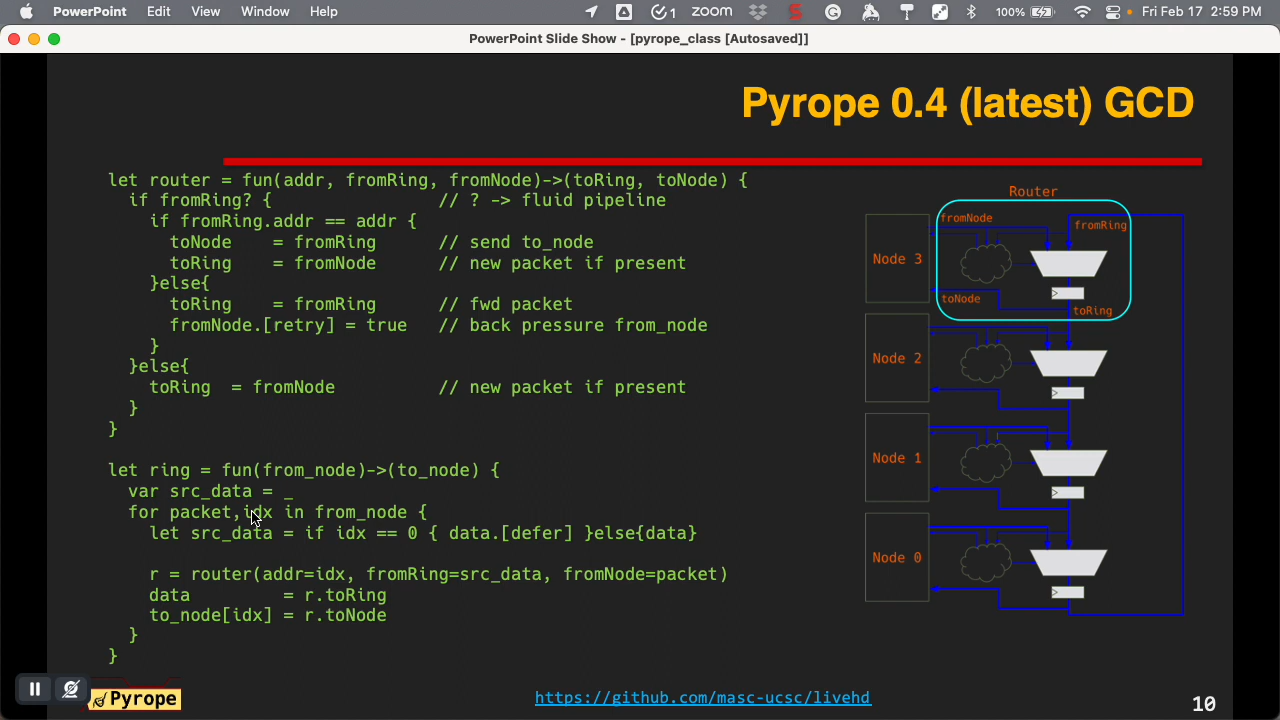 PowerPoint Edit View Window Help 1 zoom S G 100% Fri Feb 17 2:59 PM
PowerPoint Slide Show - [pyrope_class [Autosaved]]
Pyrope 0.4 (latest) GCD
let router = fun(addr, fromRing, fromNode)->(toRing, toNode) {
if fromRing? { // ? -> fluid pipeline
if fromRing.addr == addr {
toNode = fromRing // send to_node
toRing = fromNode // new packet if present
}else{
toRing = fromRing // fwd packet
fromNode.[retry] = true // back pressure from_node
}
}else{
toRing = fromNode // new packet if present
}
}
let ring = fun(from_node)->(to_node) {
var src_data = _
for packet,idx in from_node {
let src_data = if idx == 0 { data.[defer] }else{data}
r = router(addr=idx, fromRing=src_data, fromNode=packet)
data = r.toRing
to_node[idx] = r.toNode
}
}
Router
fromNode
fromRing
Node 3
toNode
toRing
Node 2
Node 1
Node 0
Pyrope
https://github.com/masc-ucsc/livehd
10